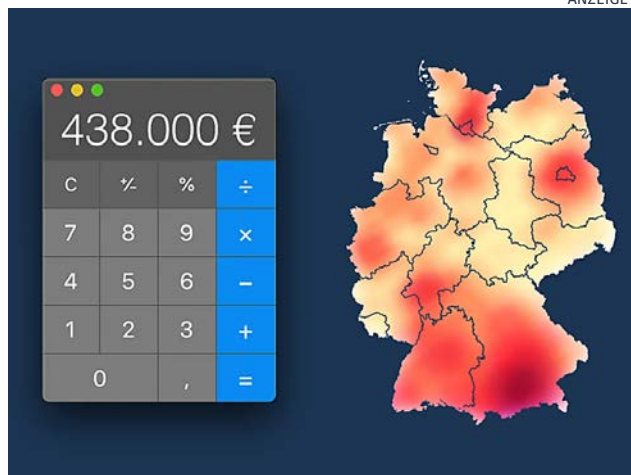 ANZEIGE
438.000 €
C +/- % ÷
7 8 9 ×
4 5 6 −
1 2 3 +
0 , =